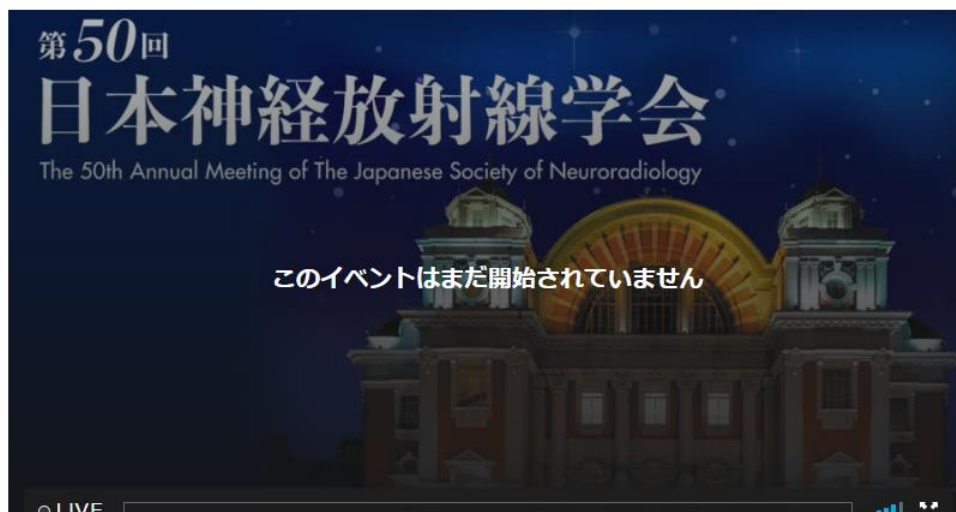 第50回
日本神経放射線学会
The 50th Annual Meeting of The Japanese Society of Neuroradiology
このイベントはまだ開始されていません
LIVE